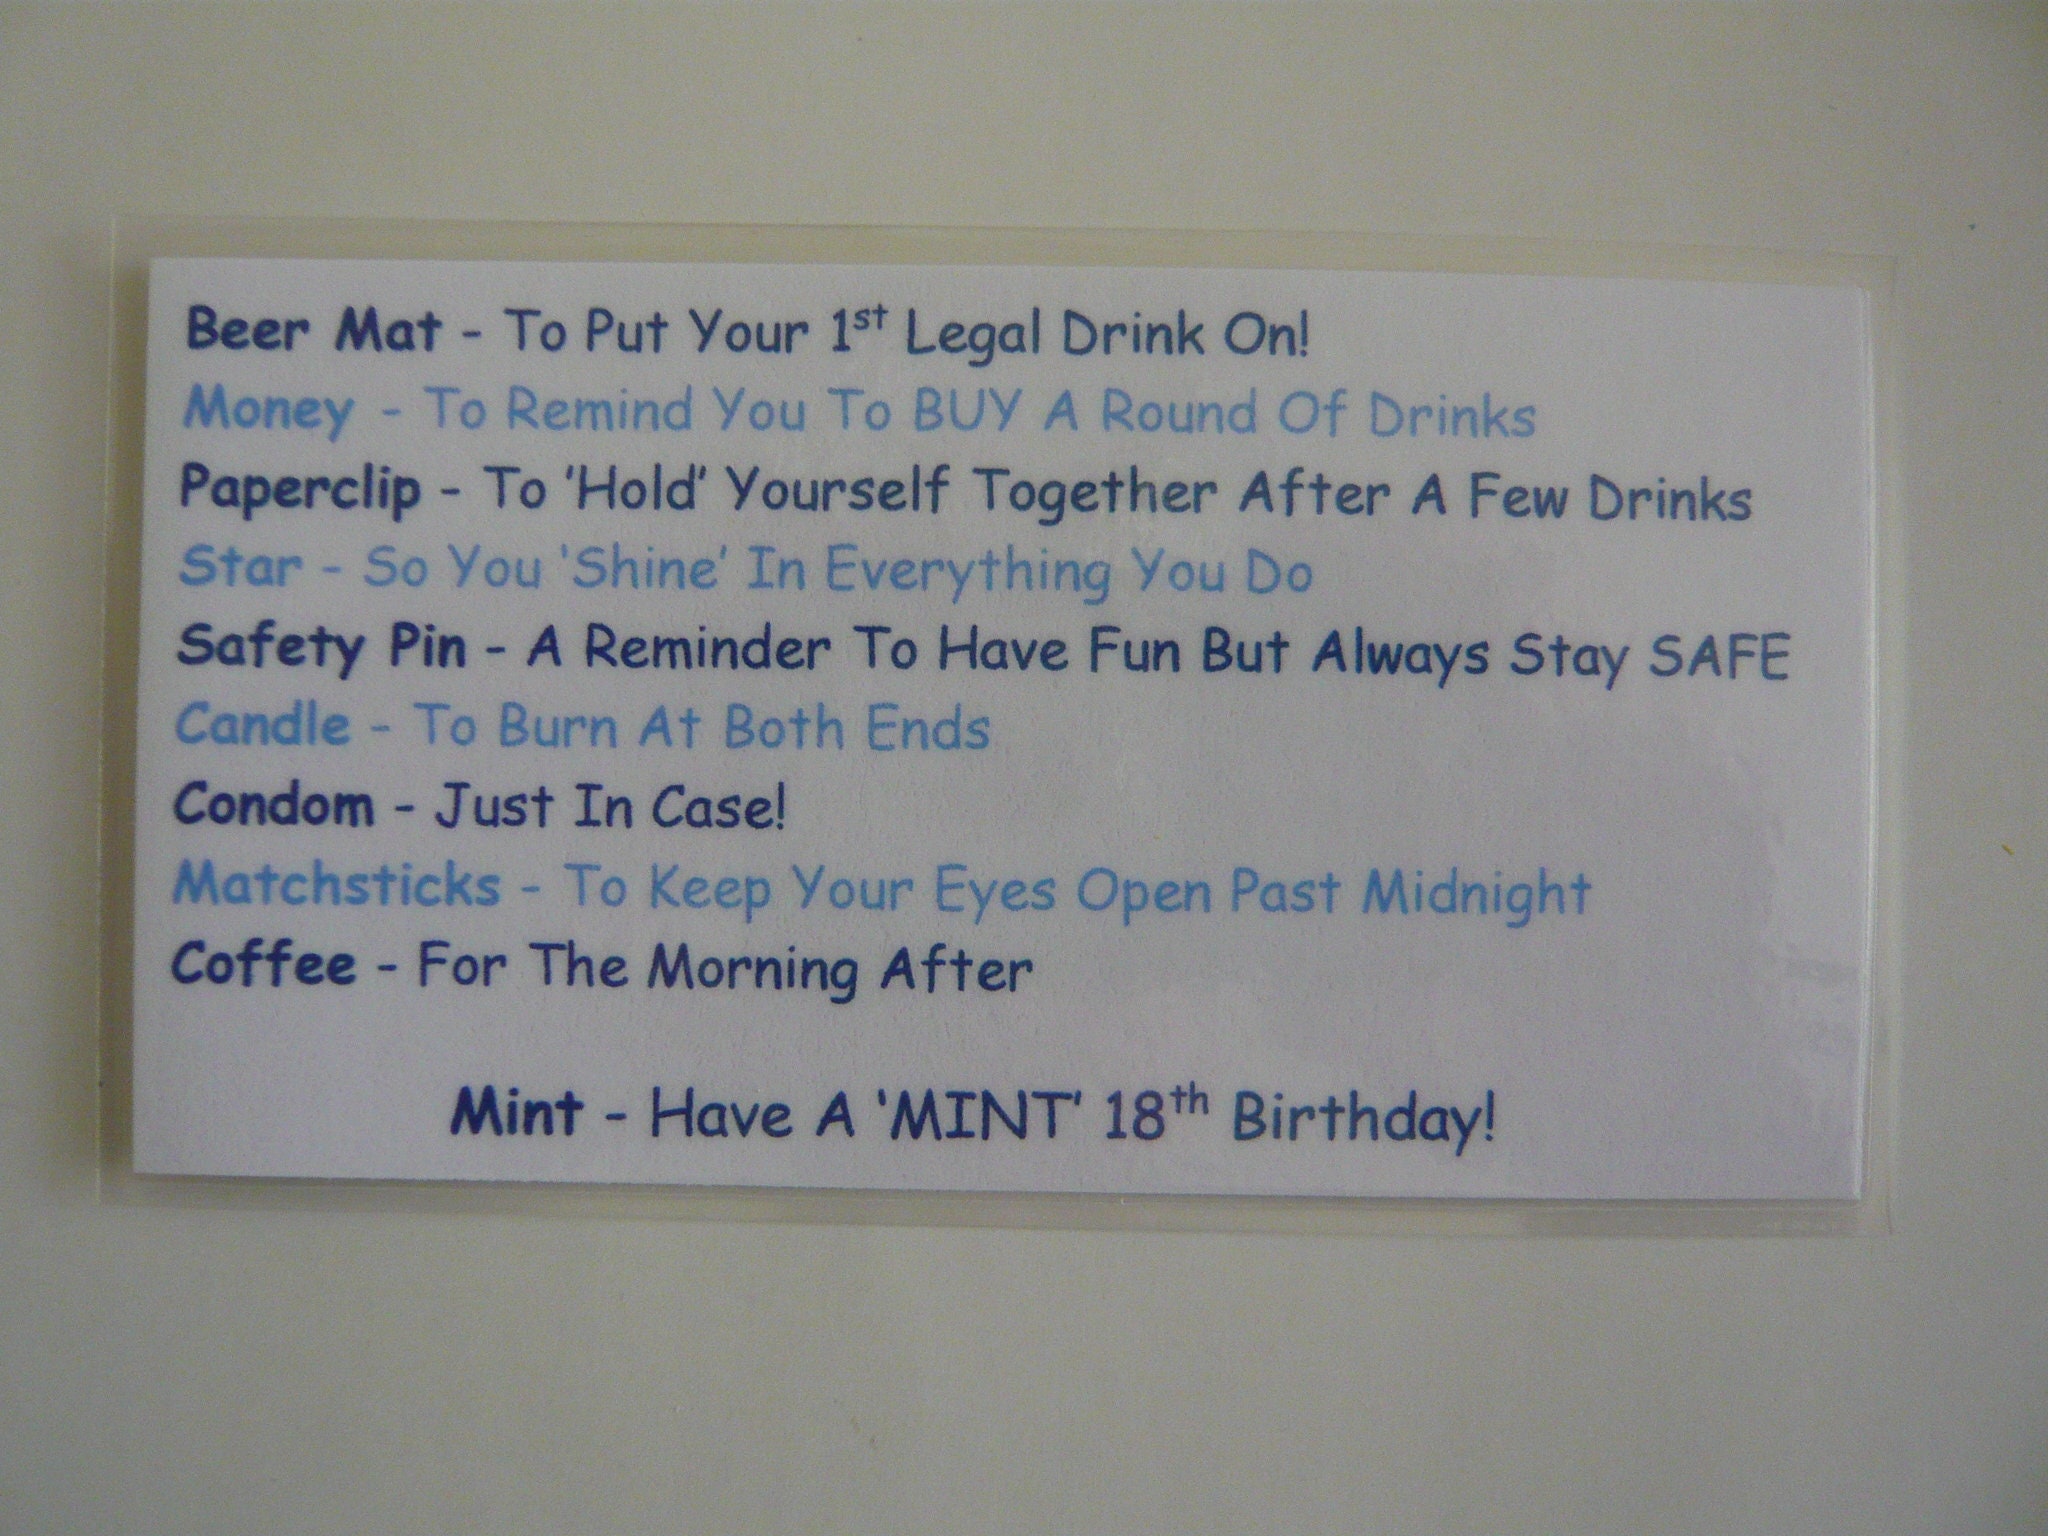 Beer Mat - To Put Your 1st Legal Drink On!
Money - To Remind You To BUY A Round Of Drinks
Paperclip - To 'Hold' Yourself Together After A Few Drinks
Star - So You 'Shine' In Everything You Do
Safety Pin - A Reminder To Have Fun But Always Stay SAFE
Candle - To Burn At Both Ends
Condom - Just In Case!
Matchsticks - To Keep Your Eyes Open Past Midnight
Coffee - For The Morning After
Mint - Have A 'MINT' 18th Birthday!